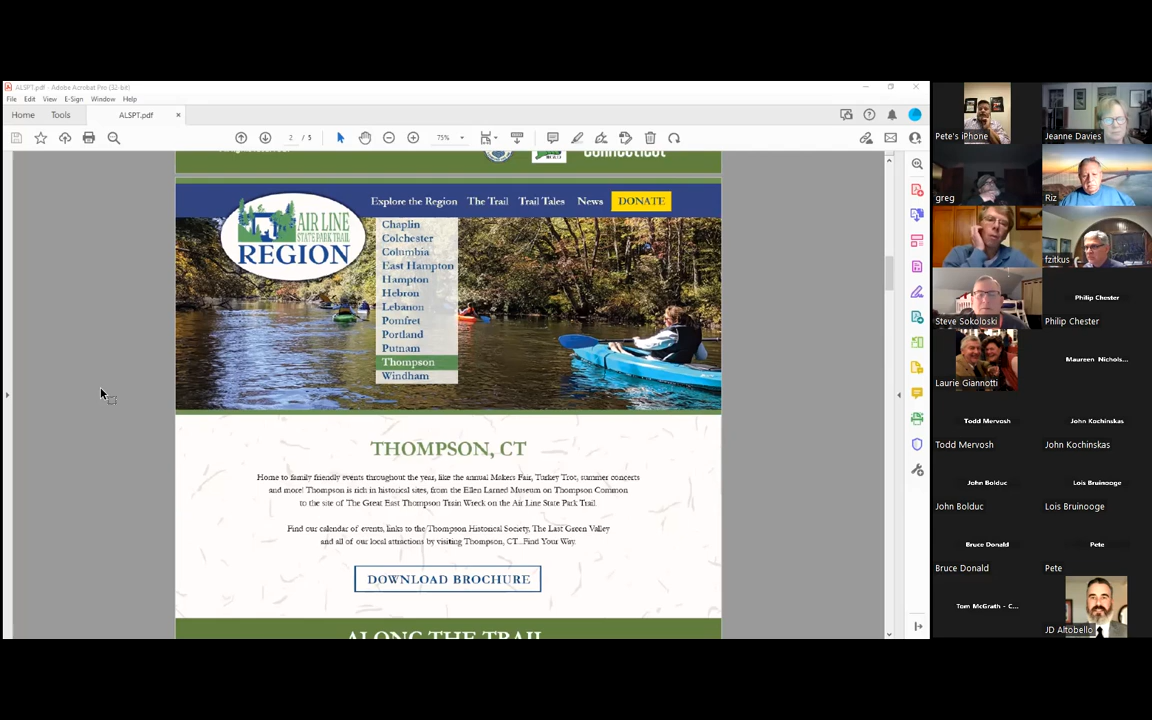 ALSPT.pdf - Adobe Acrobat Pro (32-bit)
File Edit View E-Sign Window Help
Home Tools ALSPT.pdf ×
2 / 5 75%
Connecticut
Explore the Region The Trail Trail Tales News DONATE
AIR LINE
STATE PARK TRAIL
REGION
Chaplin
Colchester
Columbia
East Hampton
Hampton
Hebron
Lebanon
Pomfret
Portland
Putnam
Thompson
Windham
THOMPSON, CT
Home to family friendly events throughout the year, like the annual Makers Fair, Turkey Trot, summer concerts
and more! Thompson is rich in historical sites, from the Ellen Larned Museum on Thompson Common
to the site of The Great East Thompson Train Wreck on the Air Line State Park Trail.
Find our calendar of events, links to the Thompson Historical Society, The Last Green Valley
and all of our local attractions by visiting Thompson, CT...Find Your Way.
DOWNLOAD BROCHURE
ALONG THE TRAIL
Pete's iPhone
Jeanne Davies
greg
Riz
fzitkus
Steve Sokoloski
Philip Chester
Philip Chester
Laurie Giannotti
Maureen Nichols...
Todd Mervosh
Todd Mervosh
John Kochinskas
John Kochinskas
John Bolduc
John Bolduc
Lois Bruinooge
Lois Bruinooge
Bruce Donald
Bruce Donald
Pete
Pete
Tom McGrath - C...
JD Altobello